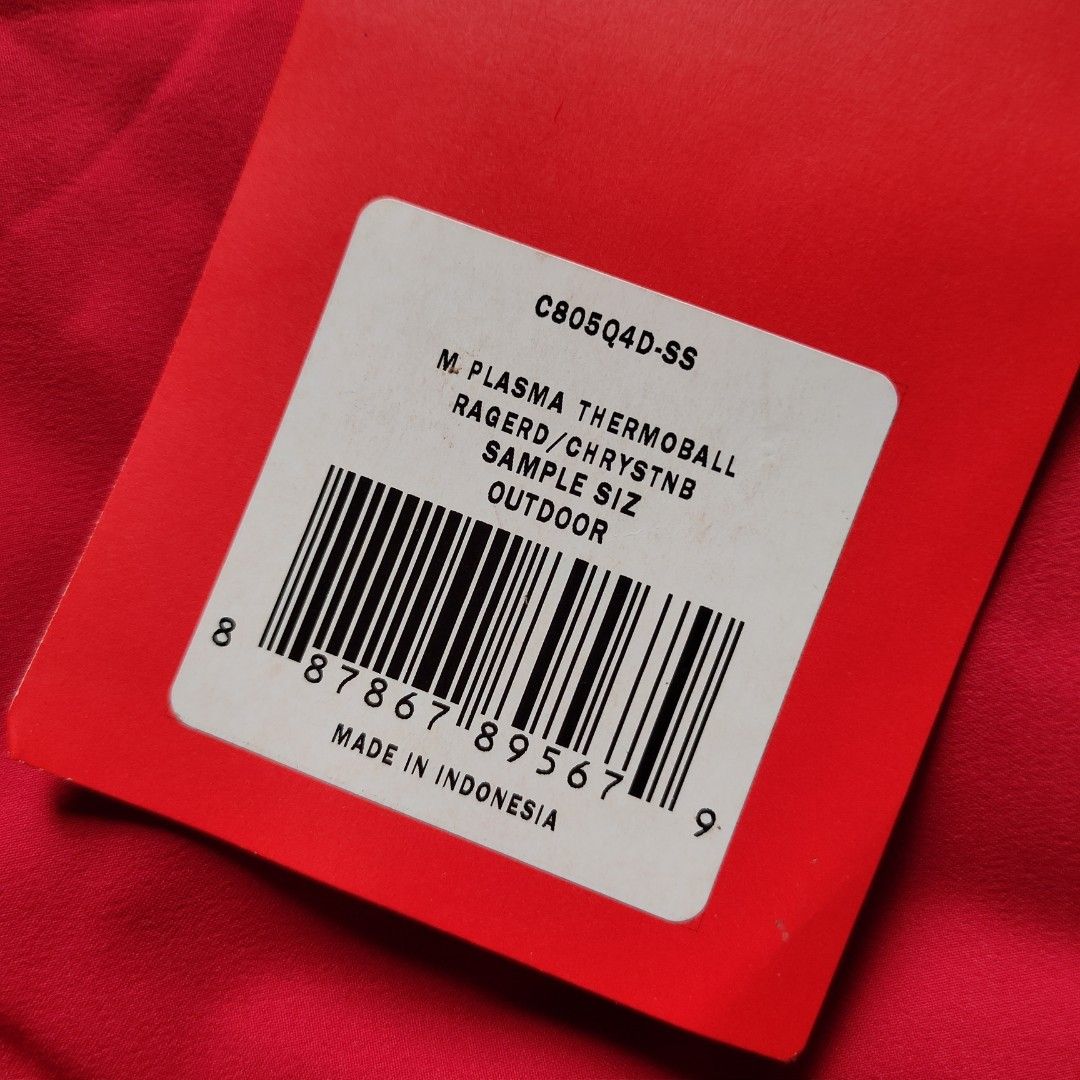 C805Q4D-SS
M PLASMA THERMOBALL
RAGERD/CHRYSTNB
SAMPLE SIZ
OUTDOOR
8 87867 89567 9
MADE IN INDONESIA